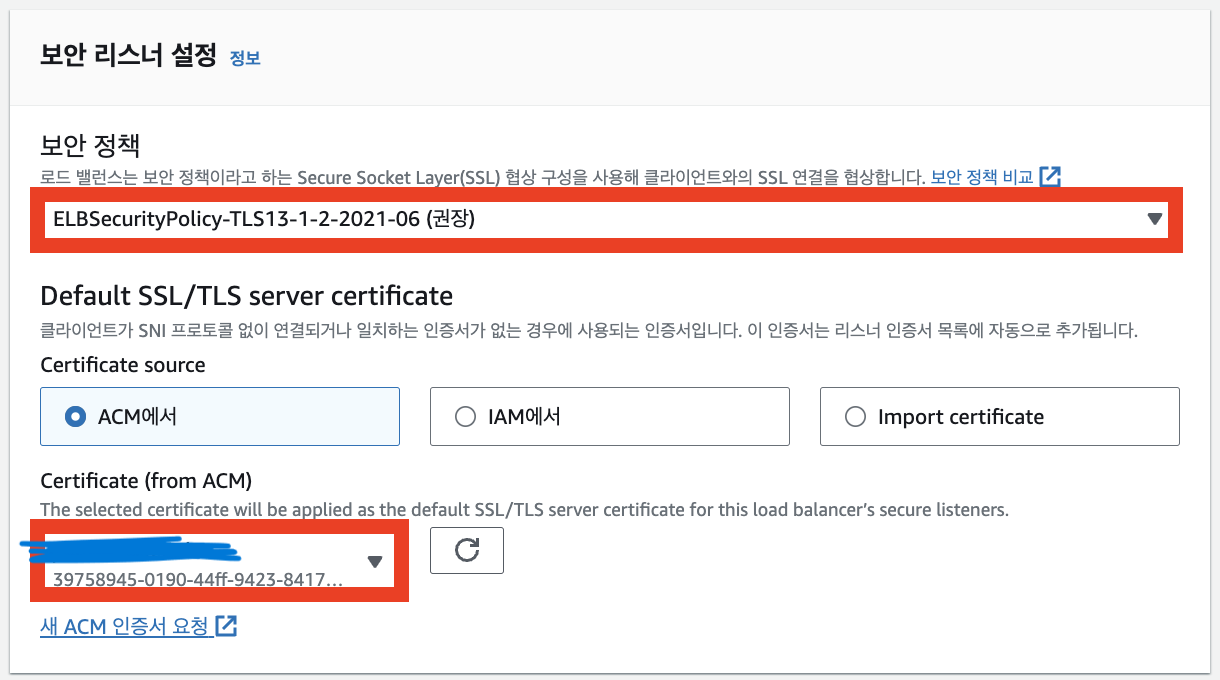 보안 리스너 설정 정보
보안 정책
로드 밸런스는 보안 정책이라고 하는 Secure Socket Layer(SSL) 협상 구성을 사용해 클라이언트와의 SSL 연결을 협상합니다. 보안 정책 비교
ELBSecurityPolicy-TLS13-1-2-2021-06 (권장)
Default SSL/TLS server certificate
클라이언트가 SNI 프로토콜 없이 연결되거나 일치하는 인증서가 없는 경우에 사용되는 인증서입니다. 이 인증서는 리스너 인증서 목록에 자동으로 추가됩니다.
Certificate source
ACM에서
IAM에서
Import certificate
Certificate (from ACM)
The selected certificate will be applied as the default SSL/TLS server certificate for this load balancer’s secure listeners.
39758945-0190-44ff-9423-8417...
새 ACM 인증서 요청